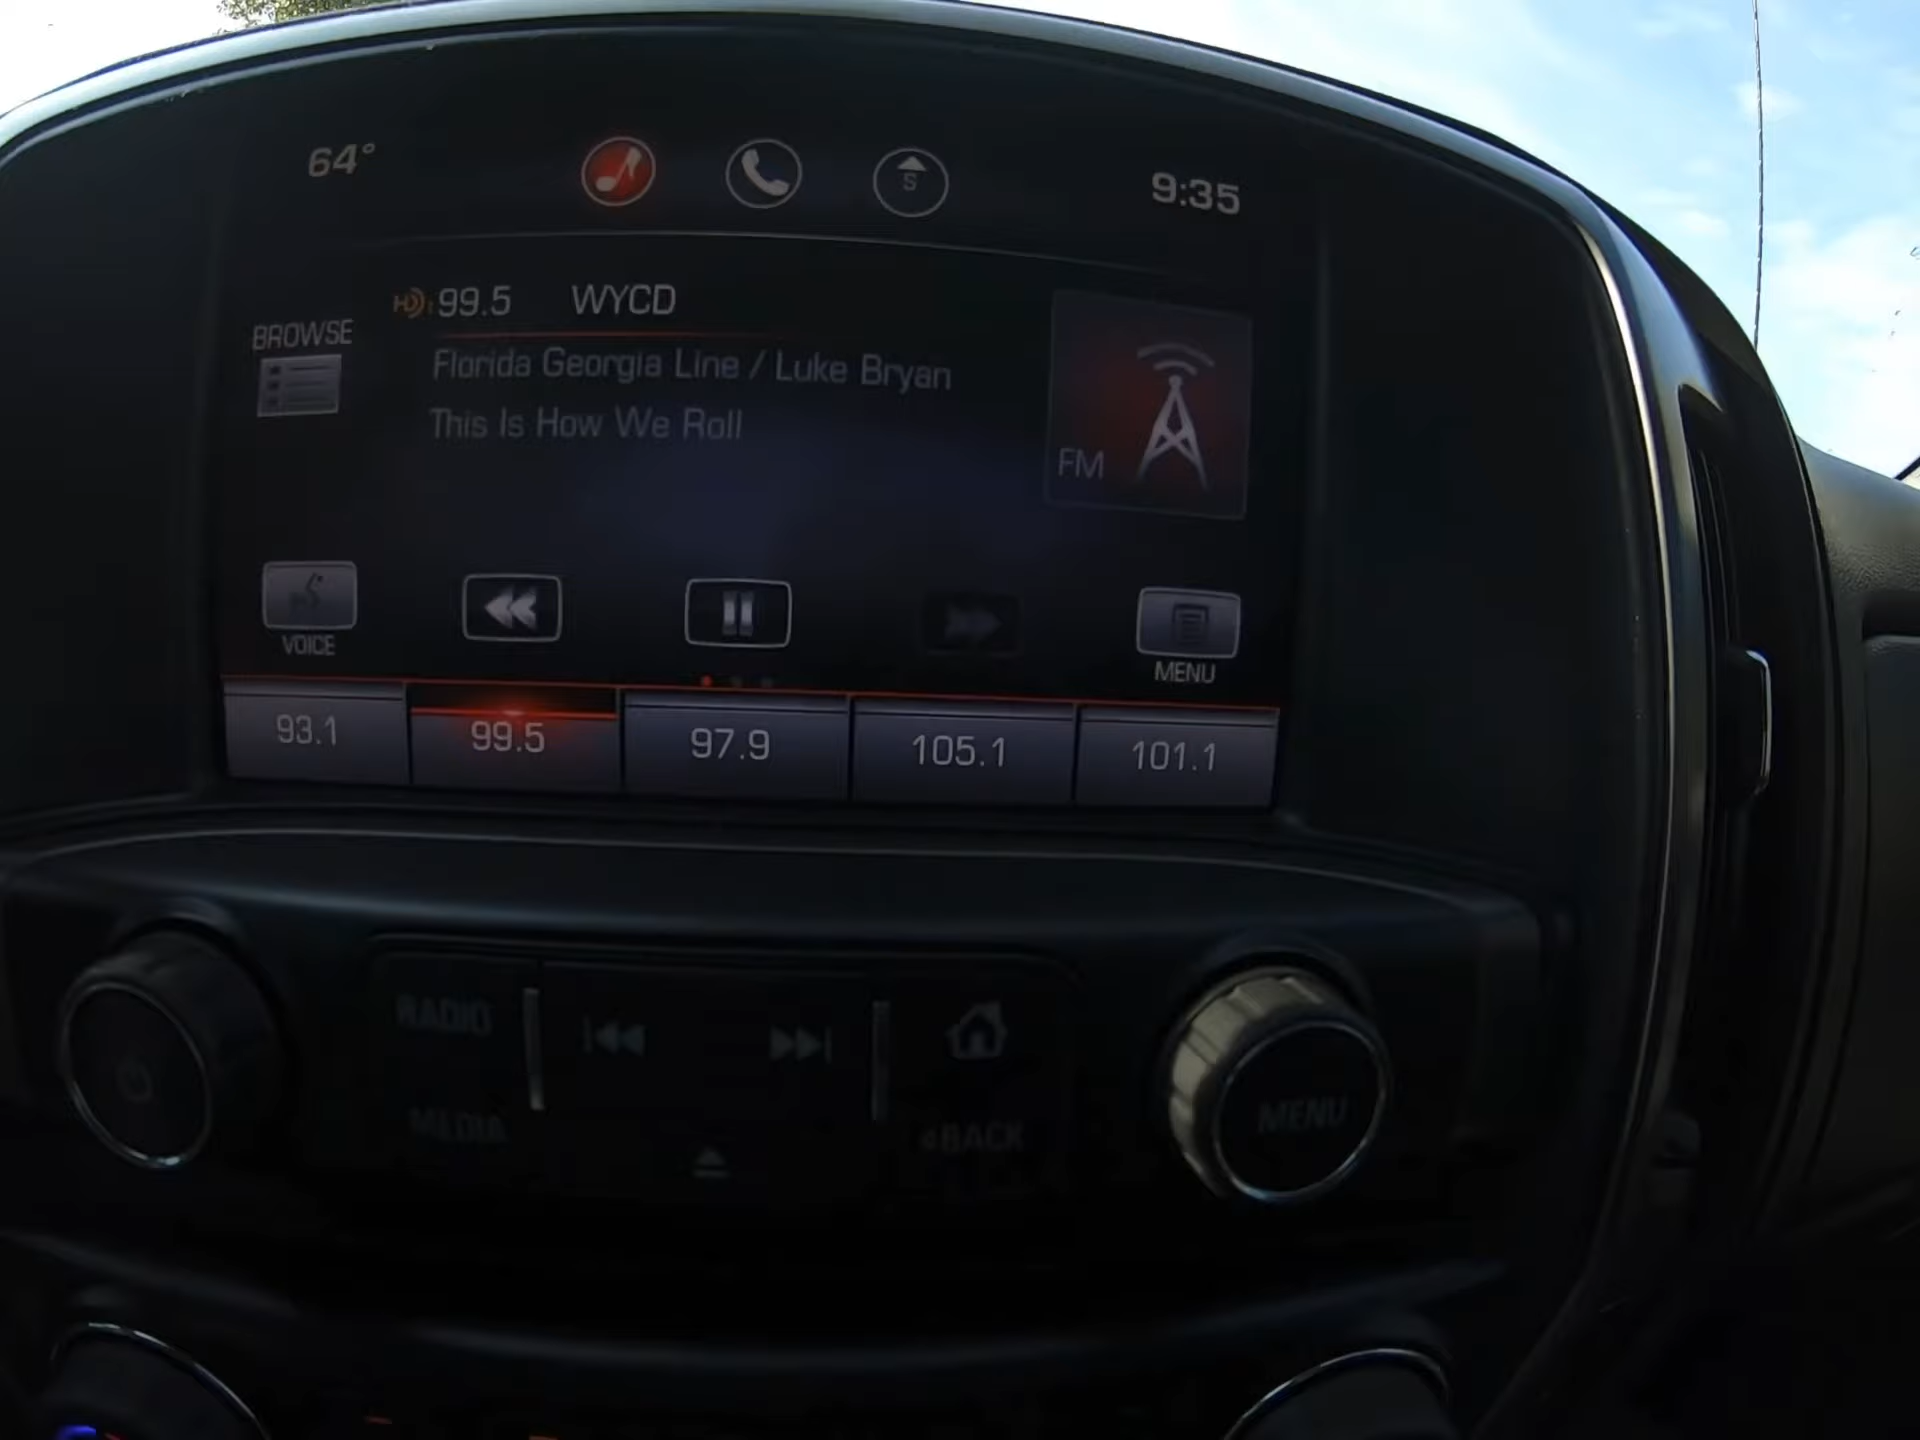 64° S 9:35
HD 99.5 WYCD
BROWSE
Florida Georgia Line / Luke Bryan
This Is How We Roll
FM
VOICE
MENU
93.1 99.5 97.9 105.1 101.1
RADIO
MEDIA
BACK
MENU